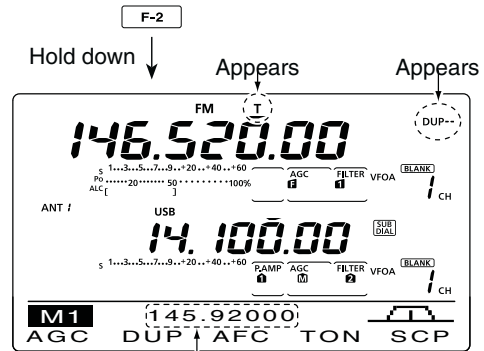 F-2
Hold down
Appears Appears
FM T DUP--
146.520.00
S 1...3...5...7...9..+20..+40..+60
Po ......20...... 50 ..........100%
ALC[ ]
AGC FILTER VFOA BLANK
F 1 1 CH
ANT 1
USB
14.100.00 SUB DIAL
S 1...3...5...7...9..+20..+40..+60
P.AMP AGC FILTER VFOA BLANK
1 M 2 1 CH
M1 145.92000
AGC DUP AFC TON SCP